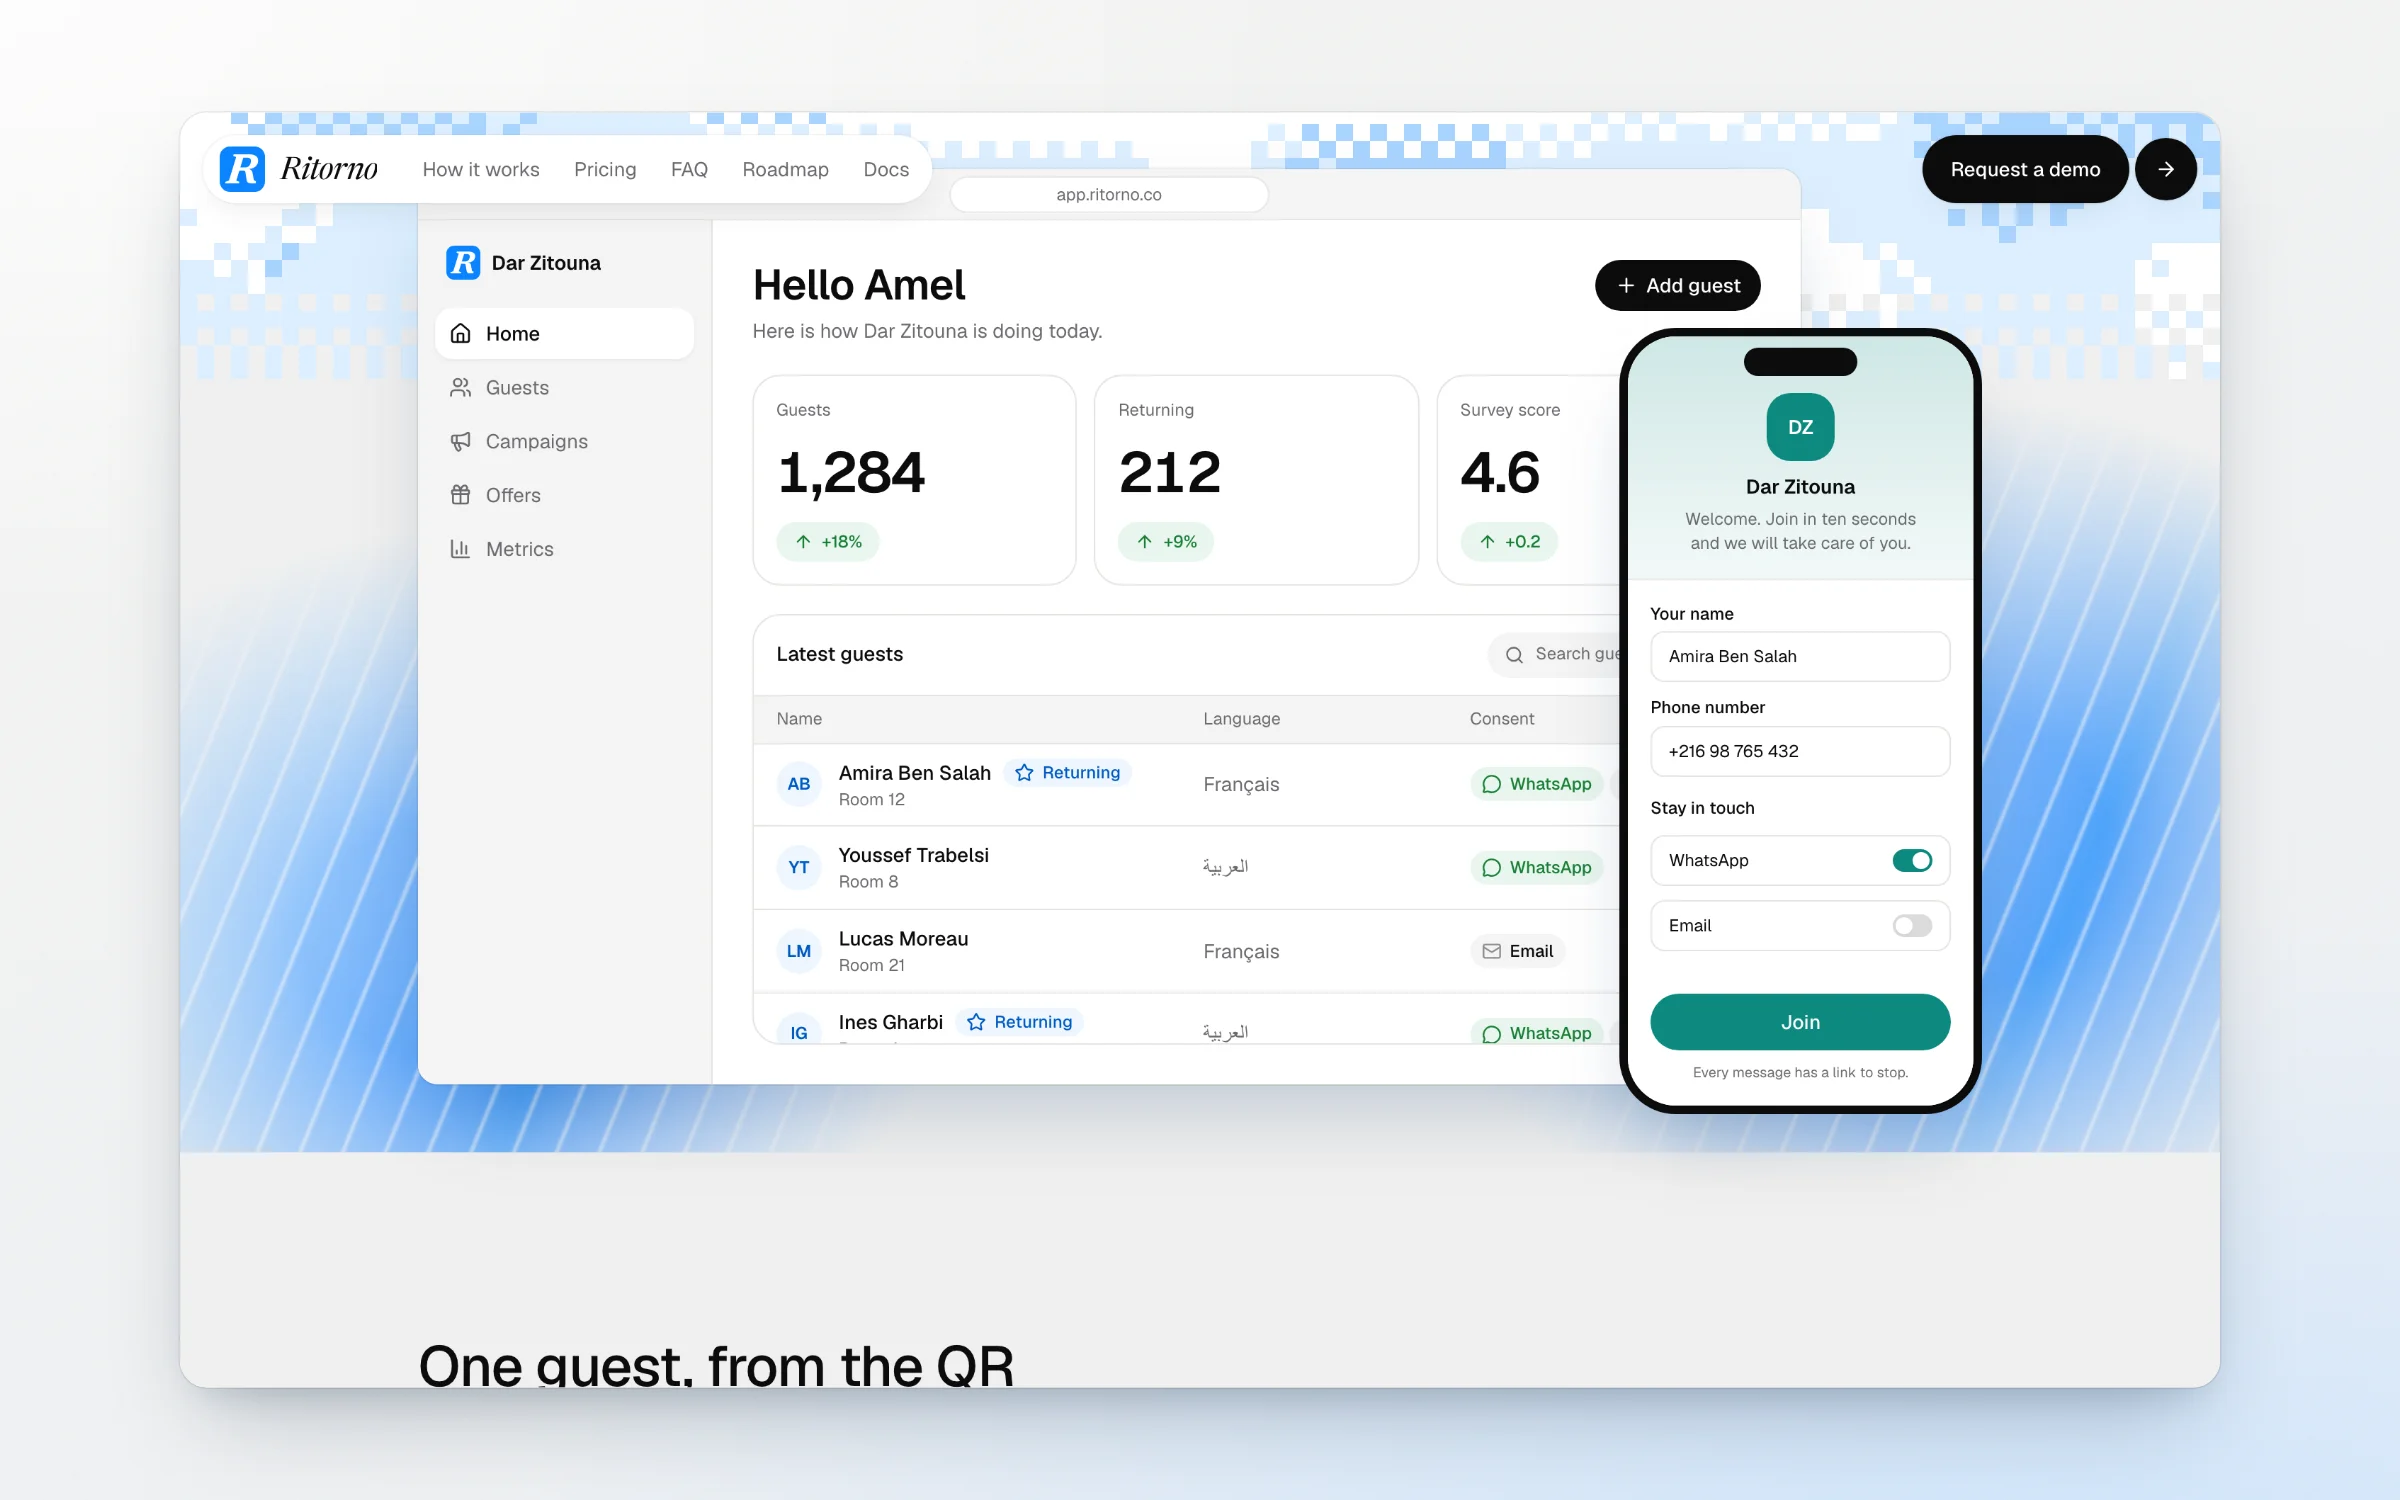 R Ritorno How it works Pricing FAQ Roadmap Docs
Request a demo
app.ritorno.co
R Dar Zitouna
Home
Guests
Campaigns
Offers
Metrics
Hello Amel
Here is how Dar Zitouna is doing today.
Add guest
Guests
1,284
+18%
Returning
212
+9%
Survey score
4.6
+0.2
Latest guests
Search gue
Name Language Consent
AB Amira Ben Salah Returning Français WhatsApp
Room 12
YT Youssef Trabelsi العربية WhatsApp
Room 8
LM Lucas Moreau Français Email
Room 21
IG Ines Gharbi Returning العربية WhatsApp
DZ
Dar Zitouna
Welcome. Join in ten seconds
and we will take care of you.
Your name
Amira Ben Salah
Phone number
+216 98 765 432
Stay in touch
WhatsApp
Email
Join
Every message has a link to stop.
One guest, from the QR